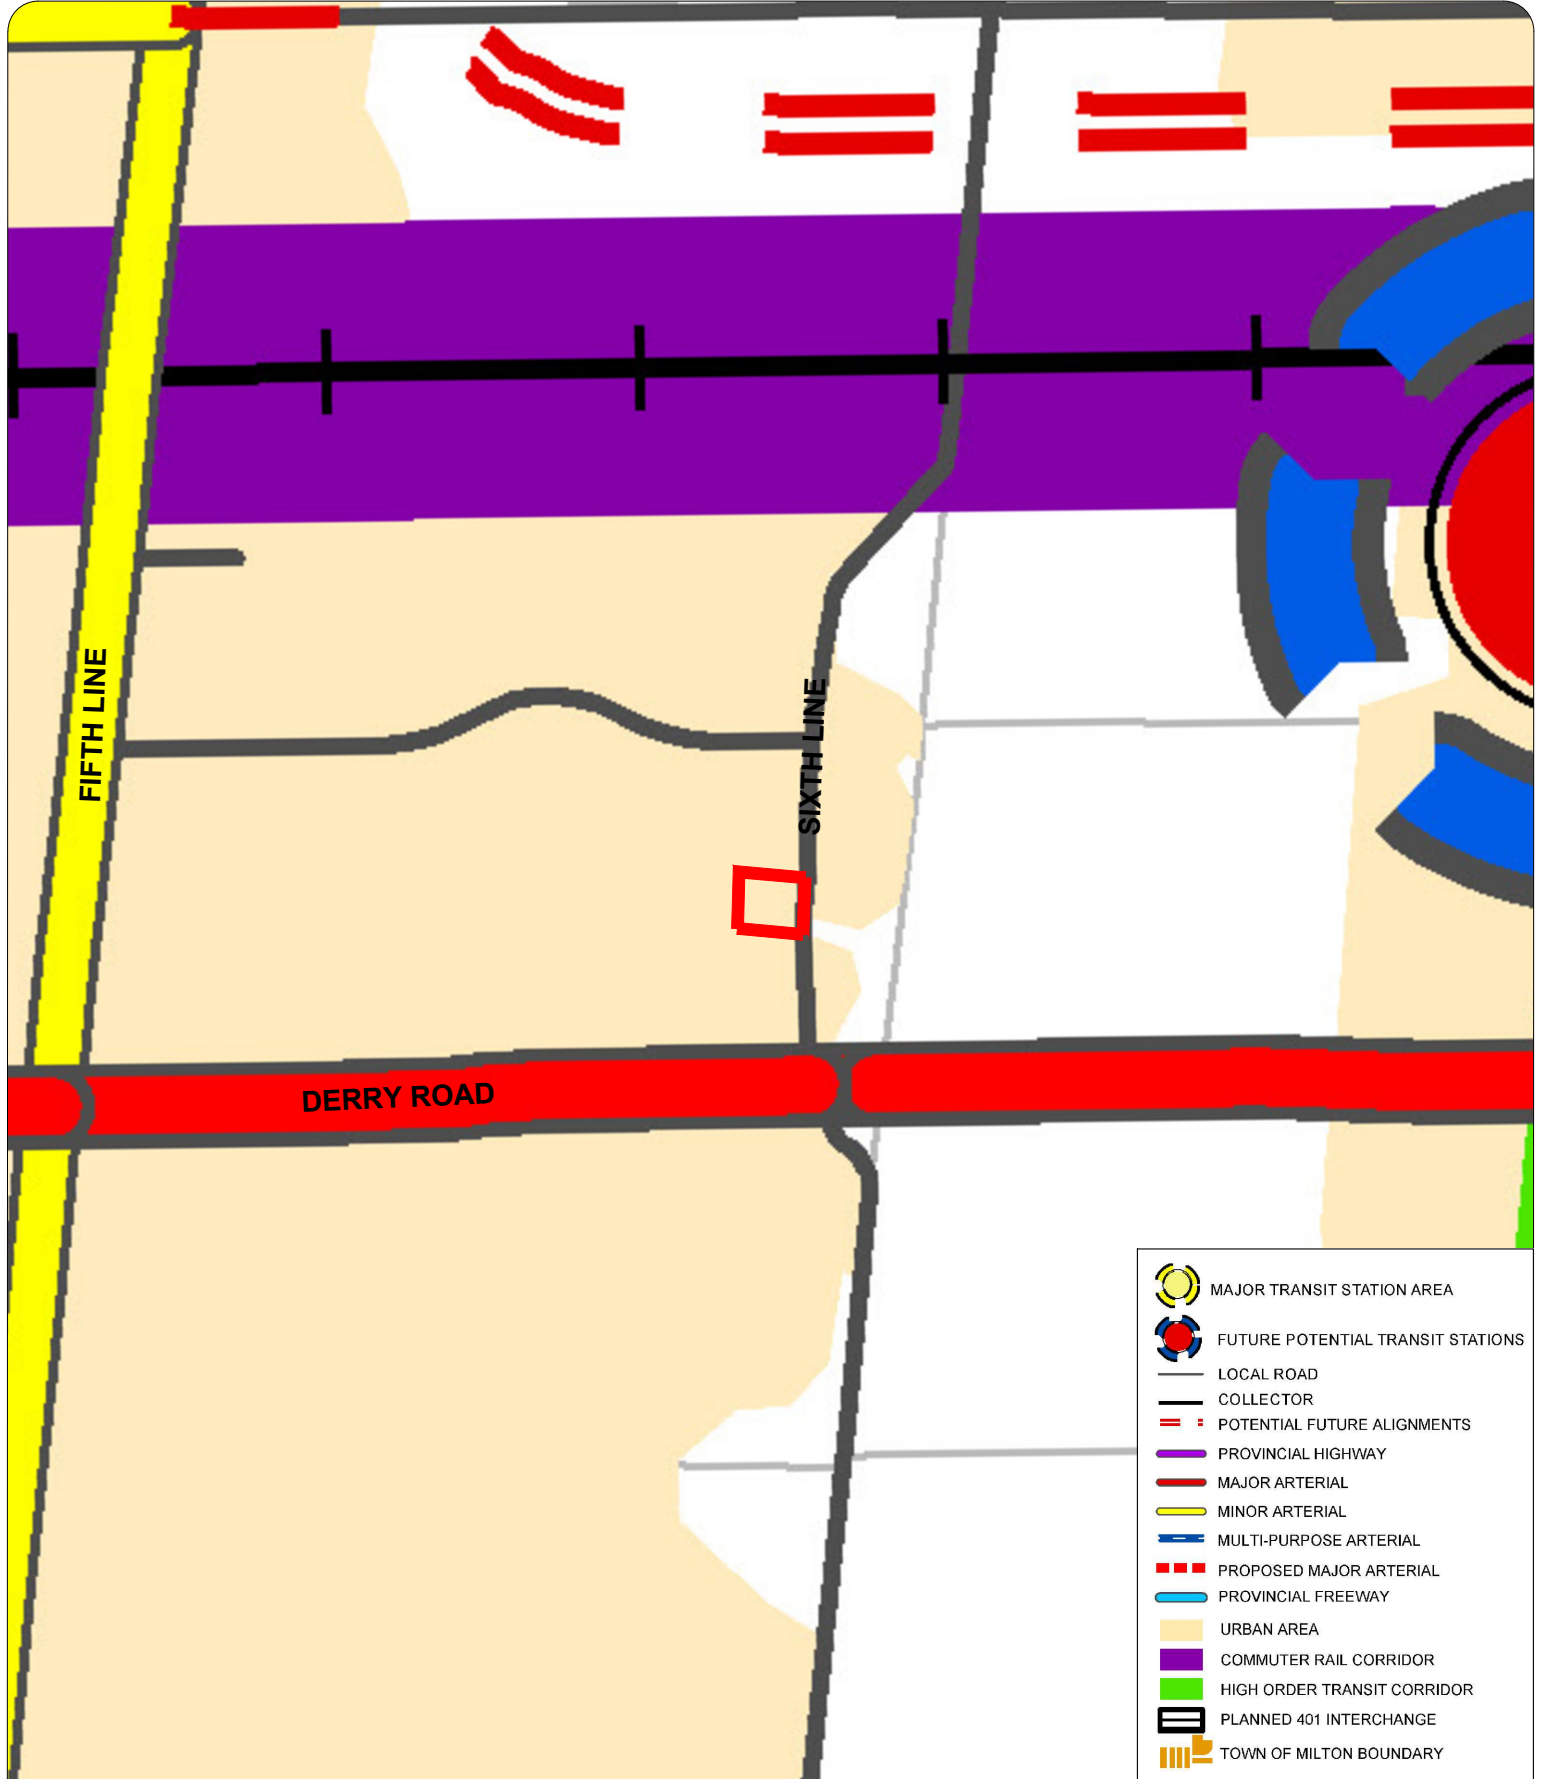 FIFTH LINE
SIXTH LINE
DERRY ROAD
MAJOR TRANSIT STATION AREA
FUTURE POTENTIAL TRANSIT STATIONS
LOCAL ROAD
COLLECTOR
POTENTIAL FUTURE ALIGNMENTS
PROVINCIAL HIGHWAY
MAJOR ARTERIAL
MINOR ARTERIAL
MULTI-PURPOSE ARTERIAL
PROPOSED MAJOR ARTERIAL
PROVINCIAL FREEWAY
URBAN AREA
COMMUTER RAIL CORRIDOR
HIGH ORDER TRANSIT CORRIDOR
PLANNED 401 INTERCHANGE
TOWN OF MILTON BOUNDARY